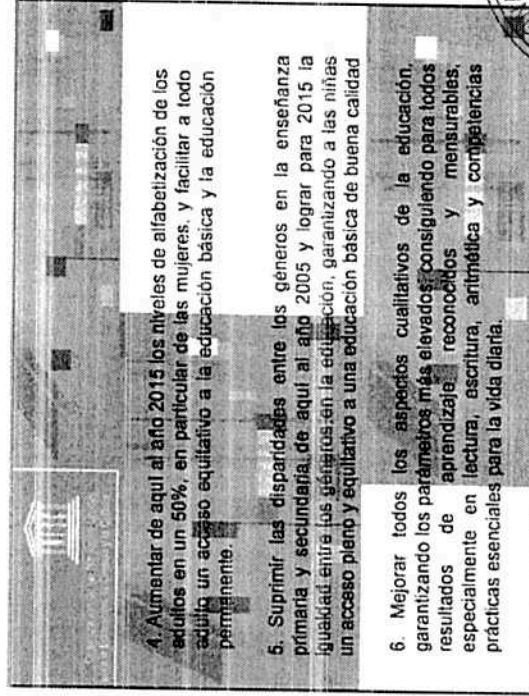 4. Aumentar de aquí al año 2015 los niveles de alfabetización de los
adultos en un 50%, en particular de las mujeres, y facilitar a todo
adulto un acceso equitativo a la educación básica y la educación
permanente.
5. Suprimir las disparidades entre los géneros en la enseñanza
primaria y secundaria de aquí al año 2005 y lograr para 2015 la
igualdad entre los géneros en la educación, garantizando a las niñas
un acceso pleno y equitativo a una educación básica de buena calidad
6. Mejorar todos los aspectos cualitativos de la educación,
garantizando los parámetros más elevados, consiguiendo para todos
resultados de aprendizaje reconocidos y mensurables,
especialmente en lectura, escritura, aritmética y competencias
prácticas esenciales para la vida diaria.